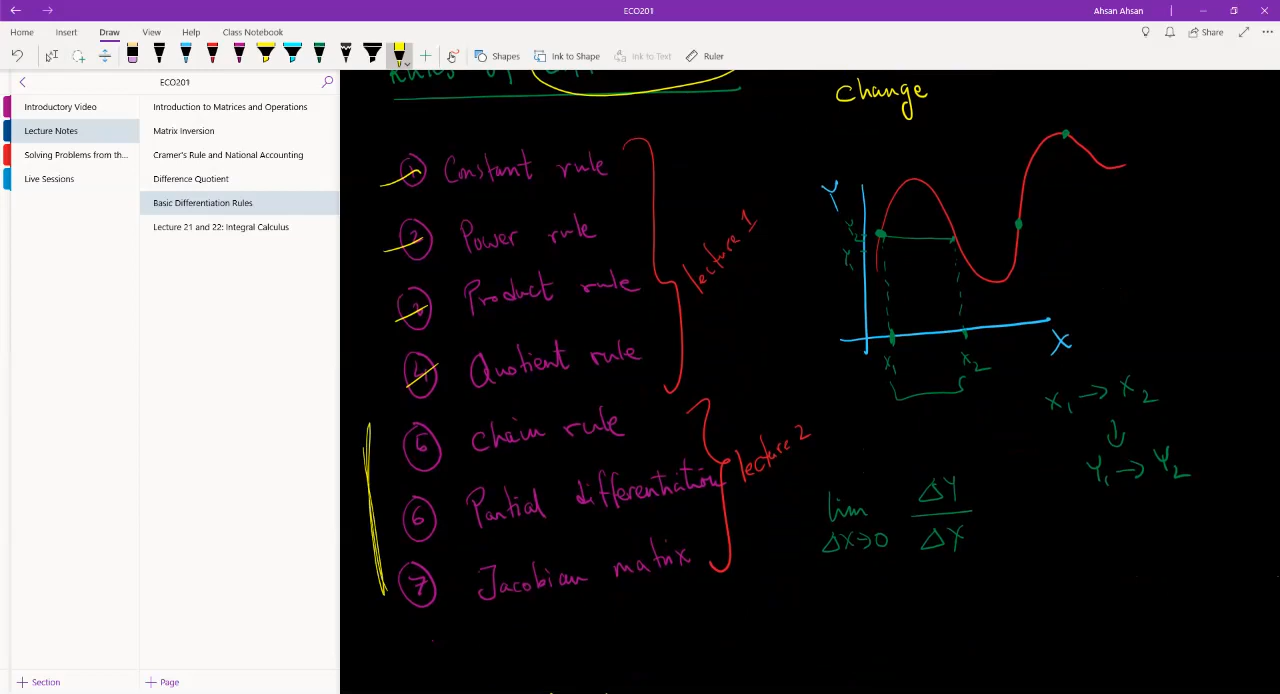 ECO201
Ahsan Ahsan
Home Insert Draw View Help Class Notebook
Share
Shapes Ink to Shape Ink to Text Ruler
ECO201
Introductory Video
Lecture Notes
Solving Problems from th...
Live Sessions
Introduction to Matrices and Operations
Matrix Inversion
Cramer's Rule and National Accounting
Difference Quotient
Basic Differentiation Rules
Lecture 21 and 22: Integral Calculus
+ Section
+ Page
① Constant rule
② Power rule
③ Product rule
④ Quotient rule
lecture 1
⑤ Chain rule
⑥ Partial differentiation
⑦ Jacobian matrix
lecture 2
change
Y
Y₂
Y₁
X₁ X₂
X
X₁ → X₂
↓
Y₁ → Y₂
lim ΔY
ΔX→0 ΔX